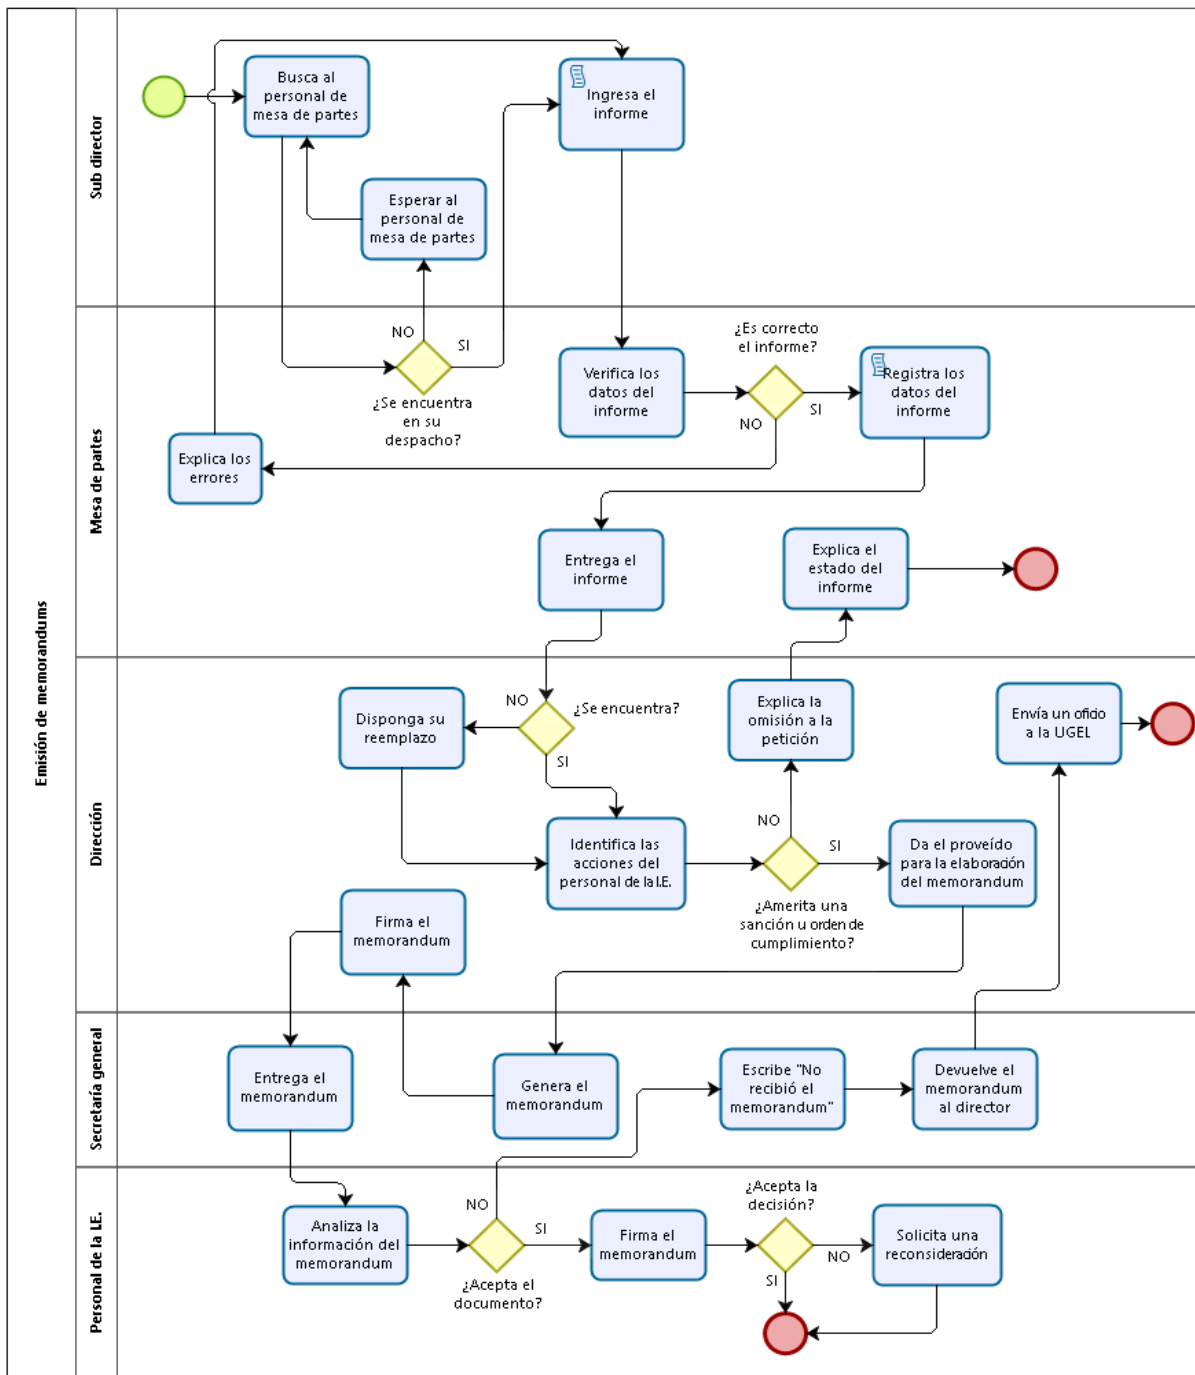 Emisión de memorandums
Sub director
Busca al
personal de
mesa de partes
Ingresa el
informe
Esperar al
personal de
mesa de partes
Mesa de partes
NO
SI
¿Se encuentra
en su
despacho?
Verifica los
datos del
informe
¿Es correcto
el informe?
SI
NO
Registra los
datos del
informe
Explica los
errores
Entrega el
informe
Explica el
estado del
informe
Dirección
NO
¿Se encuentra?
SI
Disponga su
reemplazo
Explica la
omisión a la
petición
Envía un oficio
a la UGEL
Identifica las
acciones del
personal de la I.E.
NO
SI
¿Amerita una
sanción u orden de
cumplimiento?
Da el proveído
para la elaboración
del memorandum
Firma el
memorandum
Secretaría general
Entrega el
memorandum
Genera el
memorandum
Escribe "No
recibió el
memorandum"
Devuelve el
memorandum
al director
Personal de la I.E.
Analiza la
información del
memorandum
NO
SI
¿Acepta el
documento?
Firma el
memorandum
¿Acepta la
decisión?
NO
SI
Solicita una
reconsideración